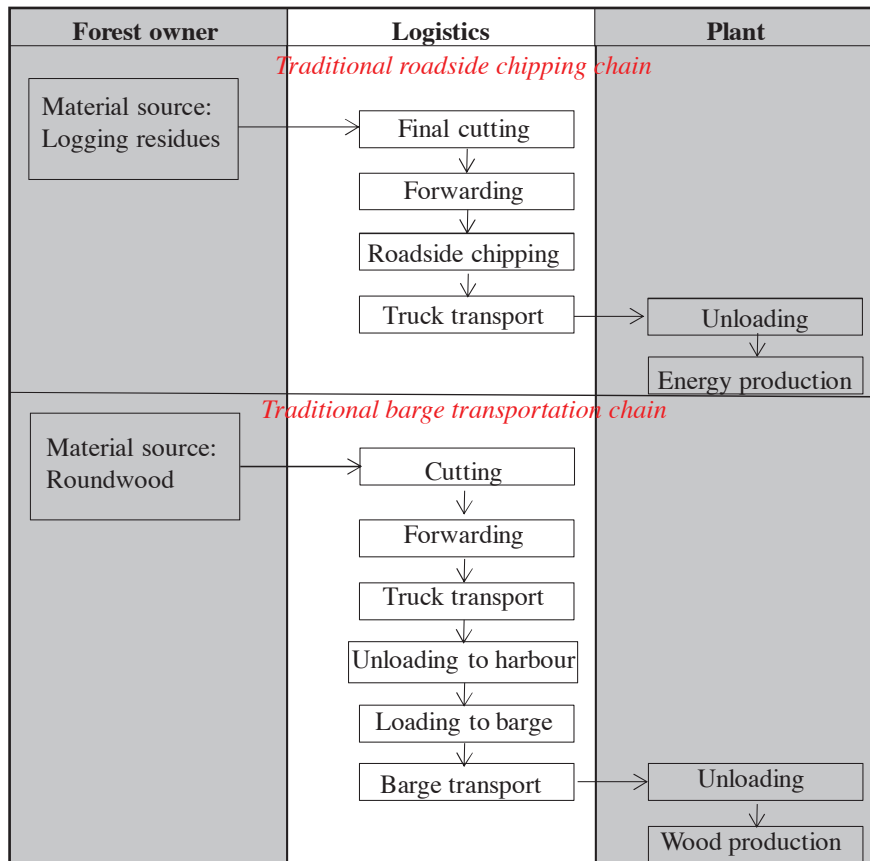 Forest owner
Logistics
Plant
Traditional roadside chipping chain
Material source:
Logging residues
Final cutting
Forwarding
Roadside chipping
Truck transport
Unloading
Energy production
Traditional barge transportation chain
Material source:
Roundwood
Cutting
Forwarding
Truck transport
Unloading to harbour
Loading to barge
Barge transport
Unloading
Wood production